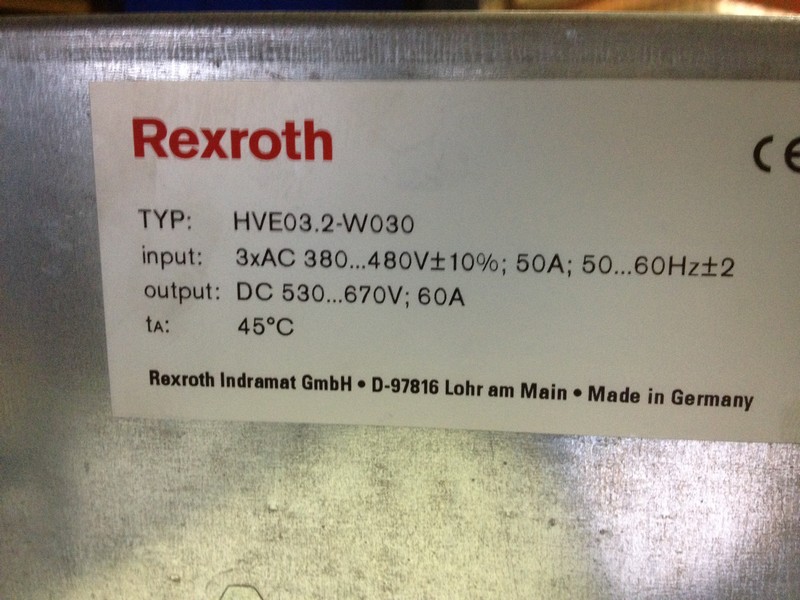 Rexroth
CE
TYP: HVE03.2-W030
input: 3xAC 380...480V±10%; 50A; 50...60Hz±2
output: DC 530...670V; 60A
tA: 45°C
Rexroth Indramat GmbH • D-97816 Lohr am Main • Made in Germany